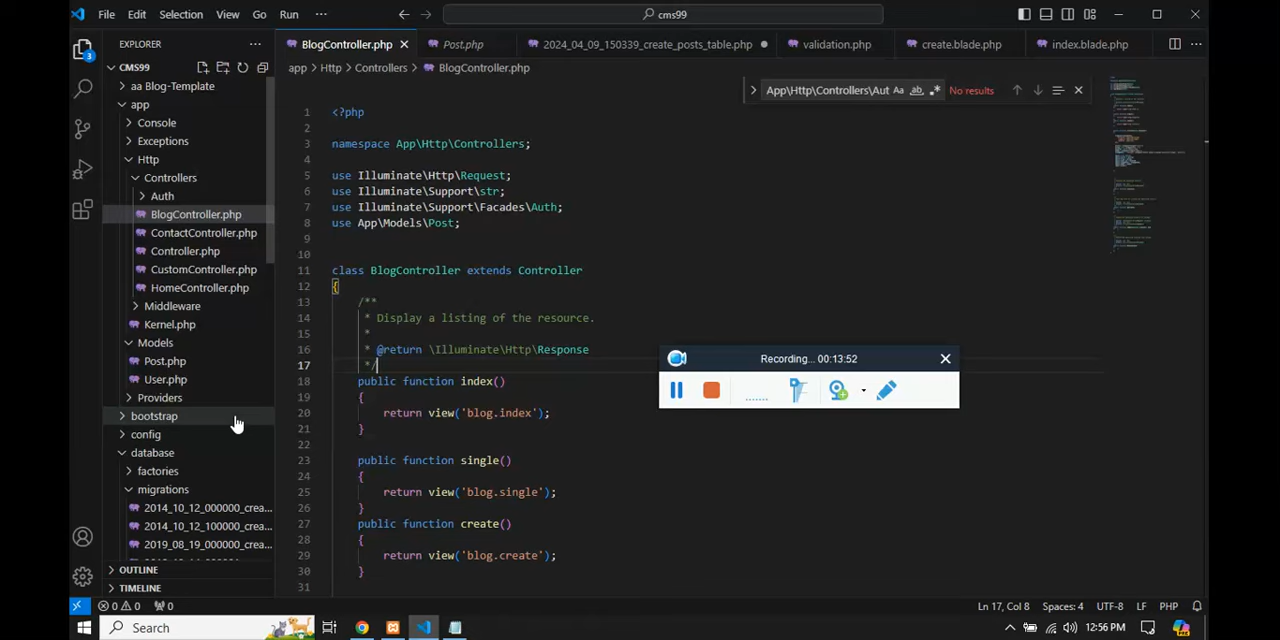 File Edit Selection View Go Run ··· cms99
EXPLORER ···
BlogController.php Post.php 2024_04_09_150339_create_posts_table.php validation.php create.blade.php index.blade.php
3
CMS99
app > Http > Controllers > BlogController.php
aa Blog-Template
app
Console
Exceptions
Http
Controllers
Auth
BlogController.php
ContactController.php
Controller.php
CustomController.php
HomeController.php
Middleware
Kernel.php
Models
Post.php
User.php
Providers
bootstrap
config
database
factories
migrations
2014_10_12_000000_crea...
2014_10_12_100000_crea...
2019_08_19_000000_crea...
OUTLINE
TIMELINE
App\Http\Controllers\Aut Aa ab .* No results
1 <?php
2
3 namespace App\Http\Controllers;
4
5 use Illuminate\Http\Request;
6 use Illuminate\Support\str;
7 use Illuminate\Support\Facades\Auth;
8 use App\Models\Post;
9
10
11 class BlogController extends Controller
12 {
13 /**
14 * Display a listing of the resource.
15 *
16 * @return \Illuminate\Http\Response
17 */
18 public function index()
19 {
20 return view('blog.index');
21 }
22
23 public function single()
24 {
25 return view('blog.single');
26 }
27 public function create()
28 {
29 return view('blog.create');
30 }
31
Recording... 00:13:52
0 0 0
Ln 17, Col 8 Spaces: 4 UTF-8 LF PHP
Search
12:56 PM